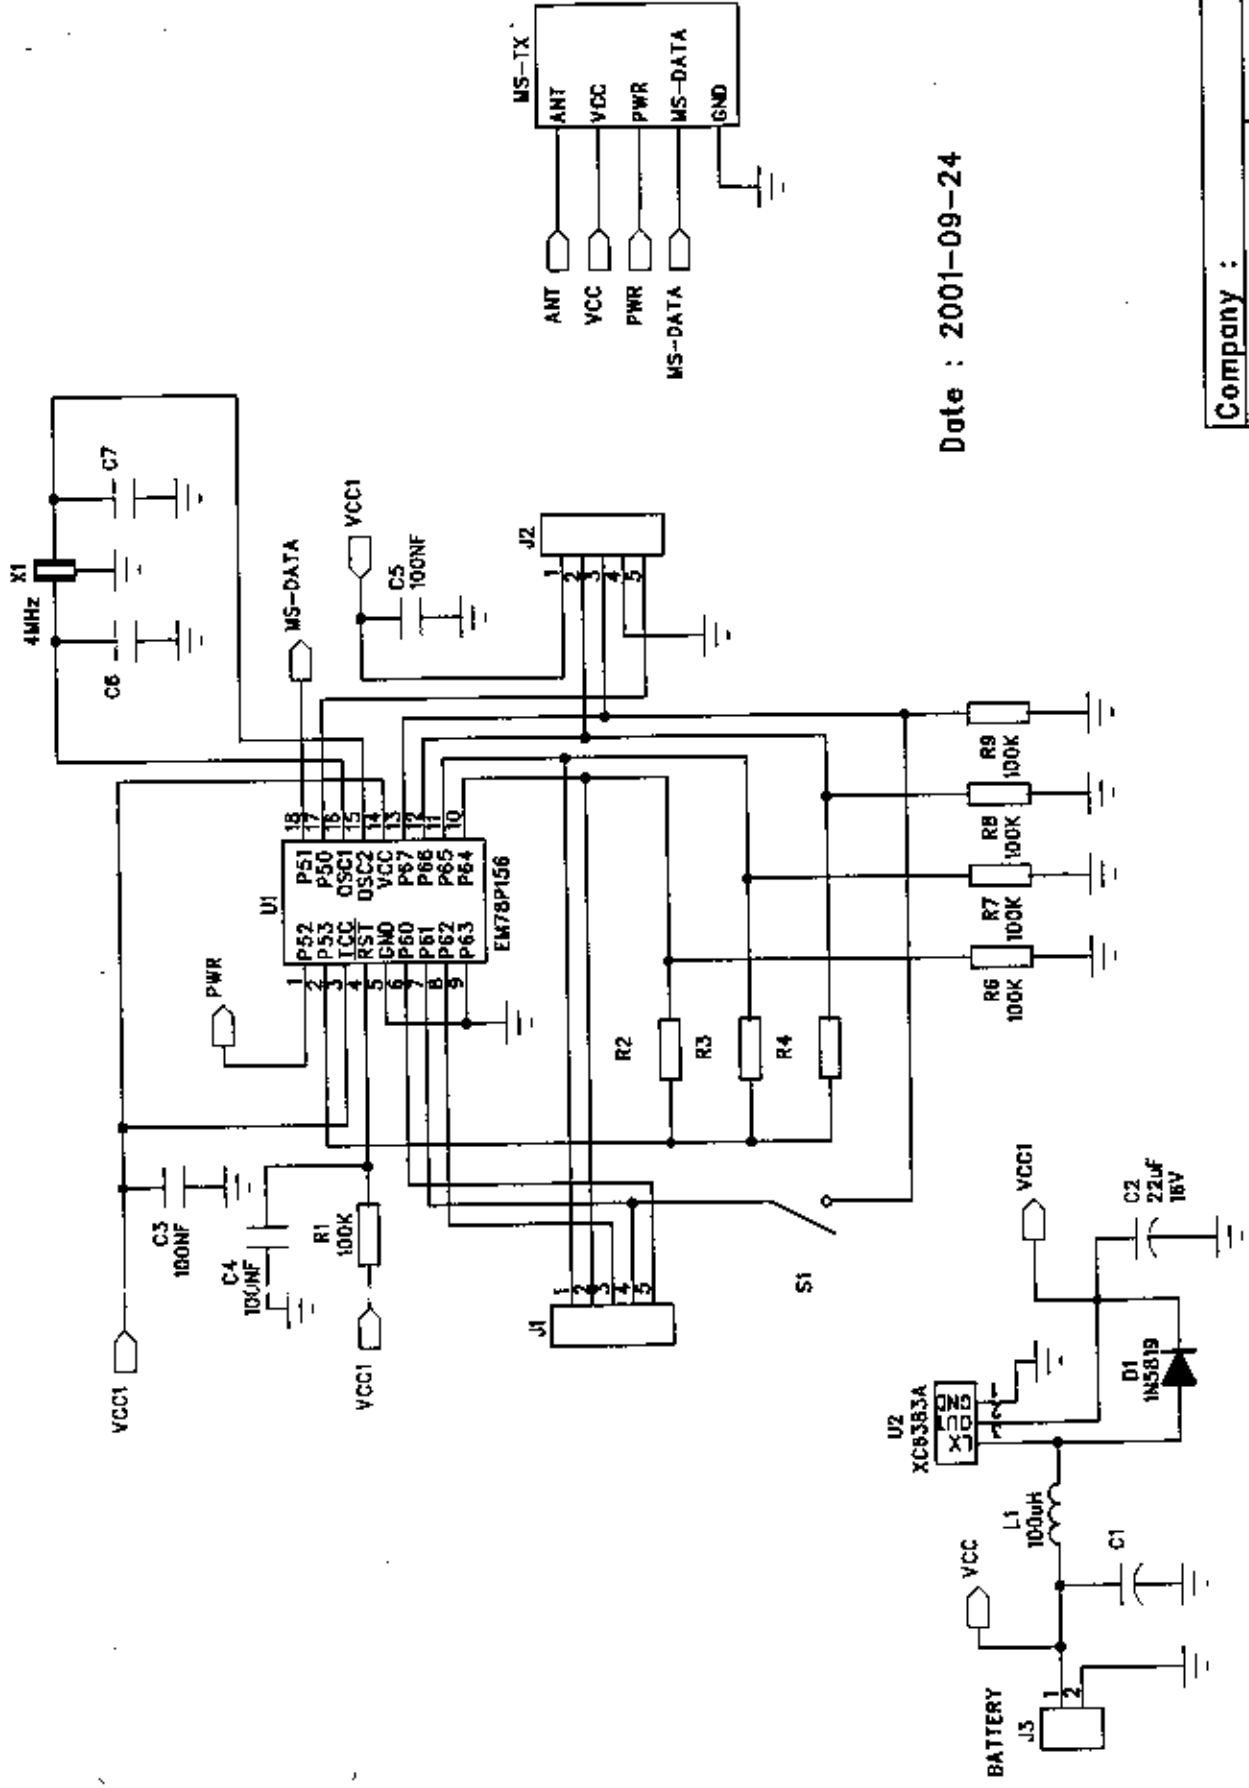 MS-TX
ANT
VCC
PWR
MS-DATA
GND
ANT
VCC
PWR
MS-DATA
Date : 2001-09-24
Company :
X1
4MHz
C6
C7
MS-DATA
VCC1
C5
100NF
J2
1
2
3
4
5
U1
P52
P53
TCC
RST
GND
P60
P61
P62
P63
P51
P50
OSC1
OSC2
VCC
P67
P66
P65
P64
EM78P156
1
2
3
4
5
6
7
8
9
18
17
16
15
14
13
12
11
10
PWR
VCC1
C3
100NF
C4
100NF
R1
100K
VCC1
J1
1
2
3
4
5
S1
R2
R3
R4
R6
100K
R7
100K
R8
100K
R9
100K
BATTERY
J3
1
2
VCC
C1
L1
100uH
U2
XC6383A
LX
OUT
GND
D1
1N5819
VCC1
C2
22uF
16V